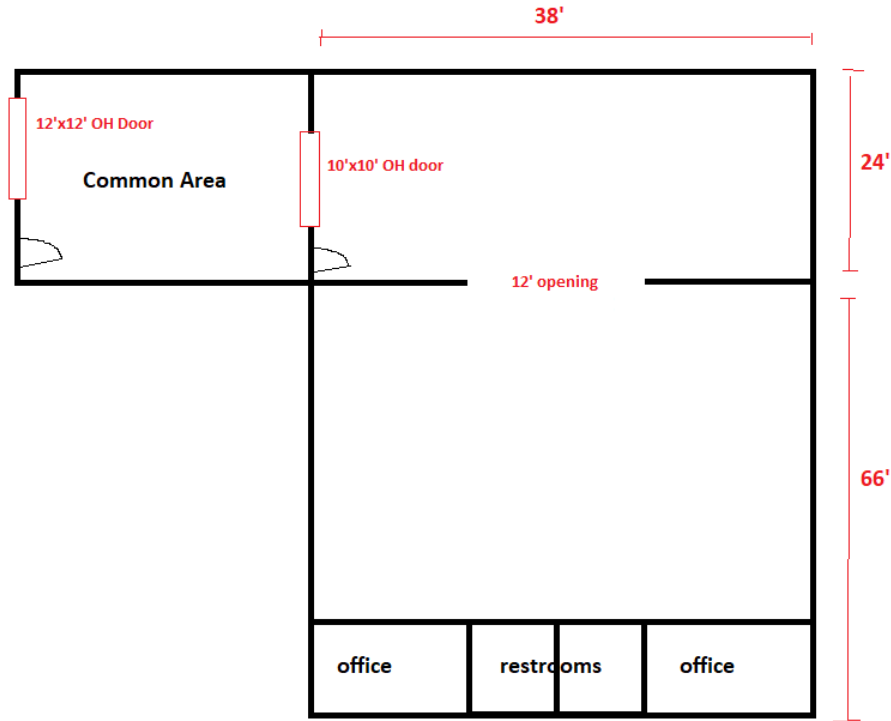 38'
12'x12' OH Door
24'
10'x10' OH door
Common Area
12' opening
66'
office
restrooms
office